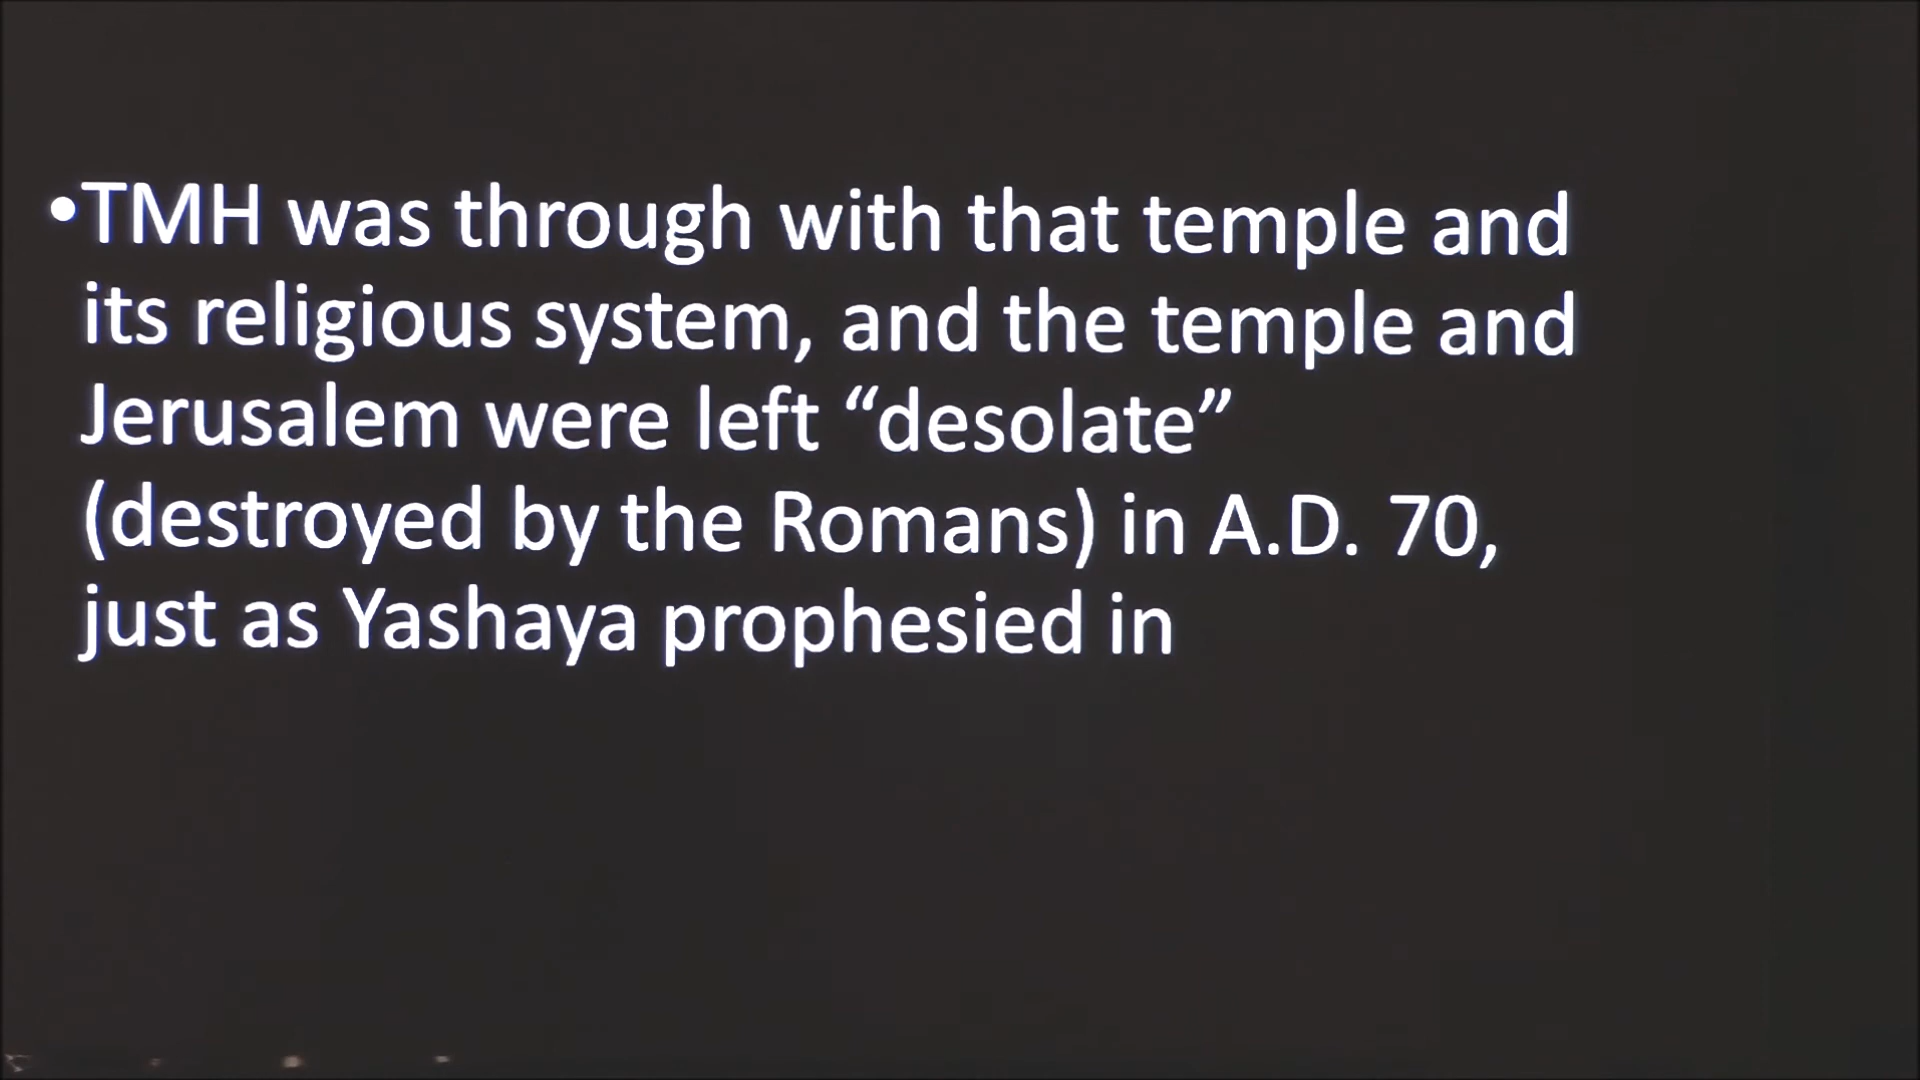 •TMH was through with that temple and
its religious system, and the temple and
Jerusalem were left “desolate”
(destroyed by the Romans) in A.D. 70,
just as Yashaya prophesied in